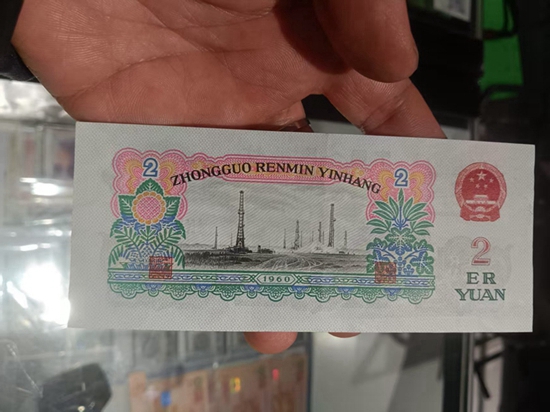 ZHONGGUO RENMIN YINHANG
2
2
1960
2
ER
YUAN